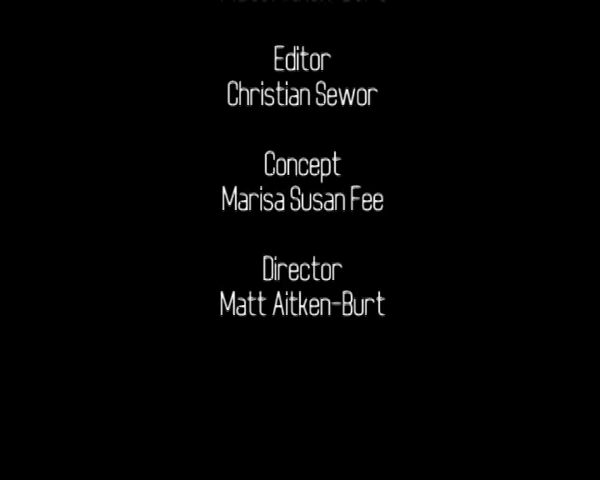 Editor
Christian Sewor
Concept
Marisa Susan Fee
Director
Matt Aitken-Burt